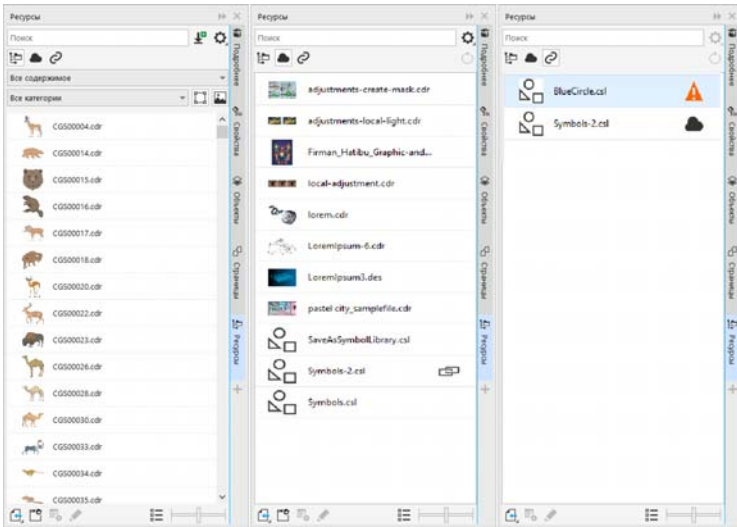 Ресурсы
Поиск
Все содержимое
Все категории
CGS00004.cdr
CGS00014.cdr
CGS00015.cdr
CGS00016.cdr
CGS00017.cdr
CGS00018.cdr
CGS00020.cdr
CGS00022.cdr
CGS00023.cdr
CGS00026.cdr
CGS00028.cdr
CGS00030.cdr
CGS00033.cdr
CGS00034.cdr
CGS00035.cdr
Подробнее
Свойства
Объекты
Страницы
Ресурсы
Ресурсы
Поиск
adjustments-create-mask.cdr
adjustments-local-light.cdr
Firman_Hatibu_Graphic-and...
local-adjustment.cdr
lorem.cdr
LoremIpsum-6.cdr
LoremIpsum3.des
pastel city_samplefile.cdr
SaveAsSymbolLibrary.csl
Symbols-2.csl
Symbols.csl
Подробнее
Свойства
Объекты
Страницы
Ресурсы
Ресурсы
Поиск
BlueCircle.csl
Symbols-2.csl
Подробнее
Свойства
Объекты
Страницы
Ресурсы